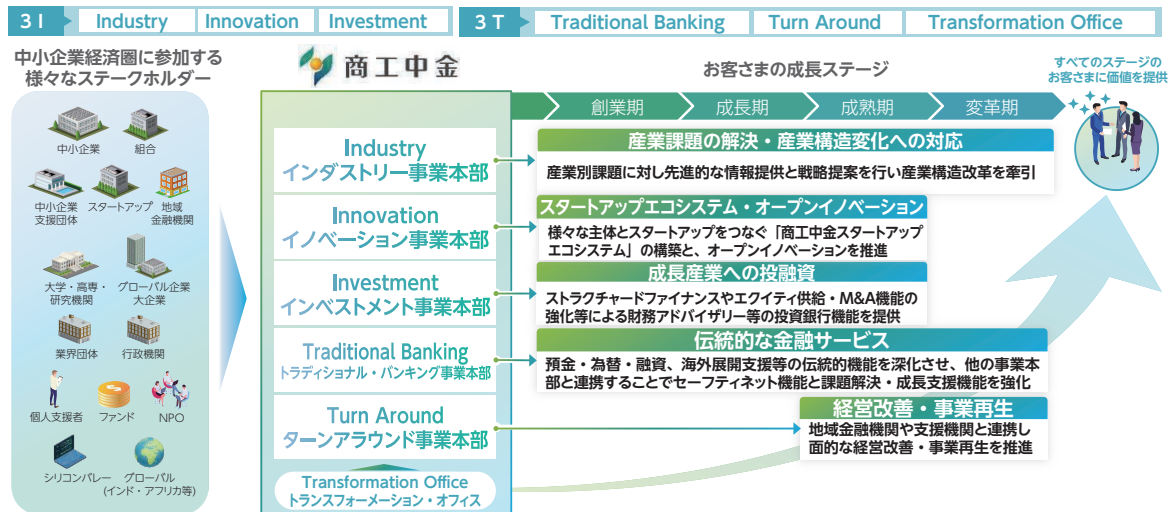 3 I
Industry
Innovation
Investment
3 T
Traditional Banking
Turn Around
Transformation Office
中小企業経済圏に参加する
様々なステークホルダー
中小企業
組合
中小企業
支援団体
スタートアップ
地域
金融機関
大学・高専・
研究機関
グローバル企業
大企業
業界団体
行政機関
個人支援者
ファンド
NPO
シリコンバレー
グローバル
(インド・アフリカ等)
商工中金
お客さまの成長ステージ
創業期
成長期
成熟期
変革期
すべてのステージの
お客さまに価値を提供
Industry
インダストリー事業本部
産業課題の解決・産業構造変化への対応
産業別課題に対し先進的な情報提供と戦略提案を行い産業構造改革を牽引
Innovation
イノベーション事業本部
スタートアップエコシステム・オープンイノベーション
様々な主体とスタートアップをつなぐ「商工中金スタートアップ
エコシステム」の構築と、オープンイノベーションを推進
Investment
インベストメント事業本部
成長産業への投融資
ストラクチャードファイナンスやエクイティ供給・M&A機能の
強化等による財務アドバイザリー等の投資銀行機能を提供
Traditional Banking
トラディショナル・バンキング事業本部
伝統的な金融サービス
預金・為替・融資、海外展開支援等の伝統的機能を深化させ、他の事業本
部と連携することでセーフティネット機能と課題解決・成長支援機能を強化
Turn Around
ターンアラウンド事業本部
経営改善・事業再生
地域金融機関や支援機関と連携し
面的な経営改善・事業再生を推進
Transformation Office
トランスフォーメーション・オフィス